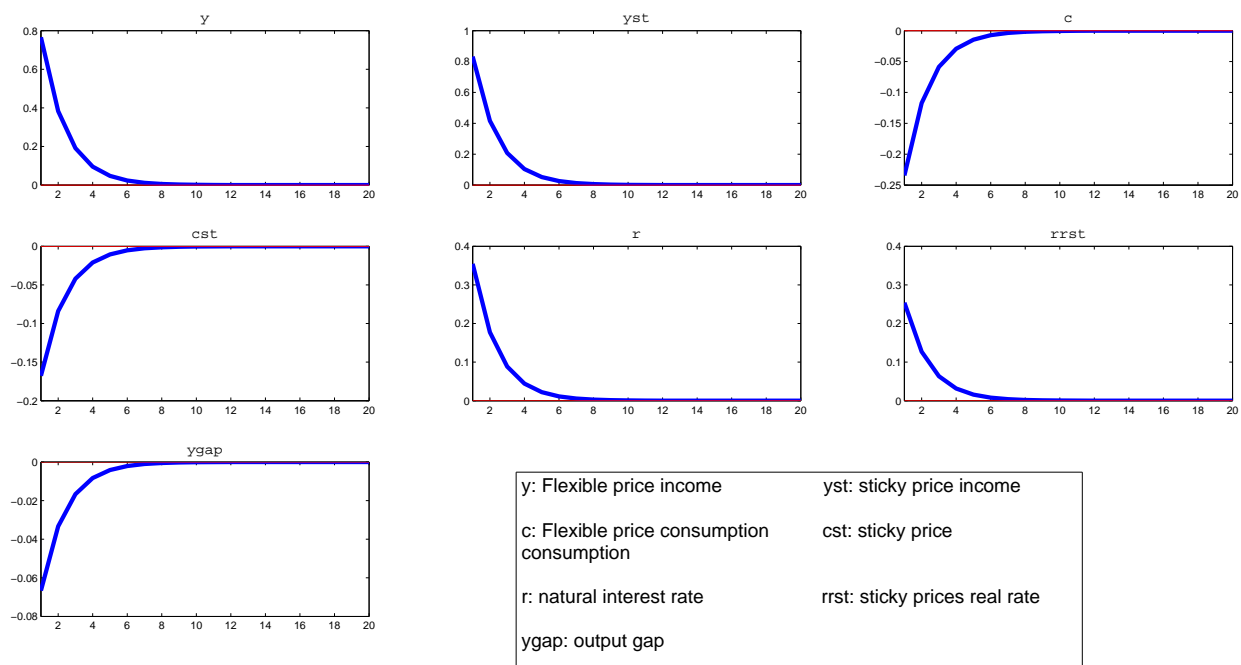 y
0.8
0.6
0.4
0.2
0
2 4 6 8 10 12 14 16 18 20
yst
1
0.8
0.6
0.4
0.2
0
2 4 6 8 10 12 14 16 18 20
c
0
−0.05
−0.1
−0.15
−0.2
−0.25
2 4 6 8 10 12 14 16 18 20
cst
0
−0.05
−0.1
−0.15
−0.2
2 4 6 8 10 12 14 16 18 20
r
0.4
0.3
0.2
0.1
0
2 4 6 8 10 12 14 16 18 20
rrst
0.4
0.3
0.2
0.1
0
2 4 6 8 10 12 14 16 18 20
ygap
0
−0.02
−0.04
−0.06
−0.08
2 4 6 8 10 12 14 16 18 20
y: Flexible price income yst: sticky price income
c: Flexible price consumption cst: sticky price
consumption
r: natural interest rate rrst: sticky prices real rate
ygap: output gap